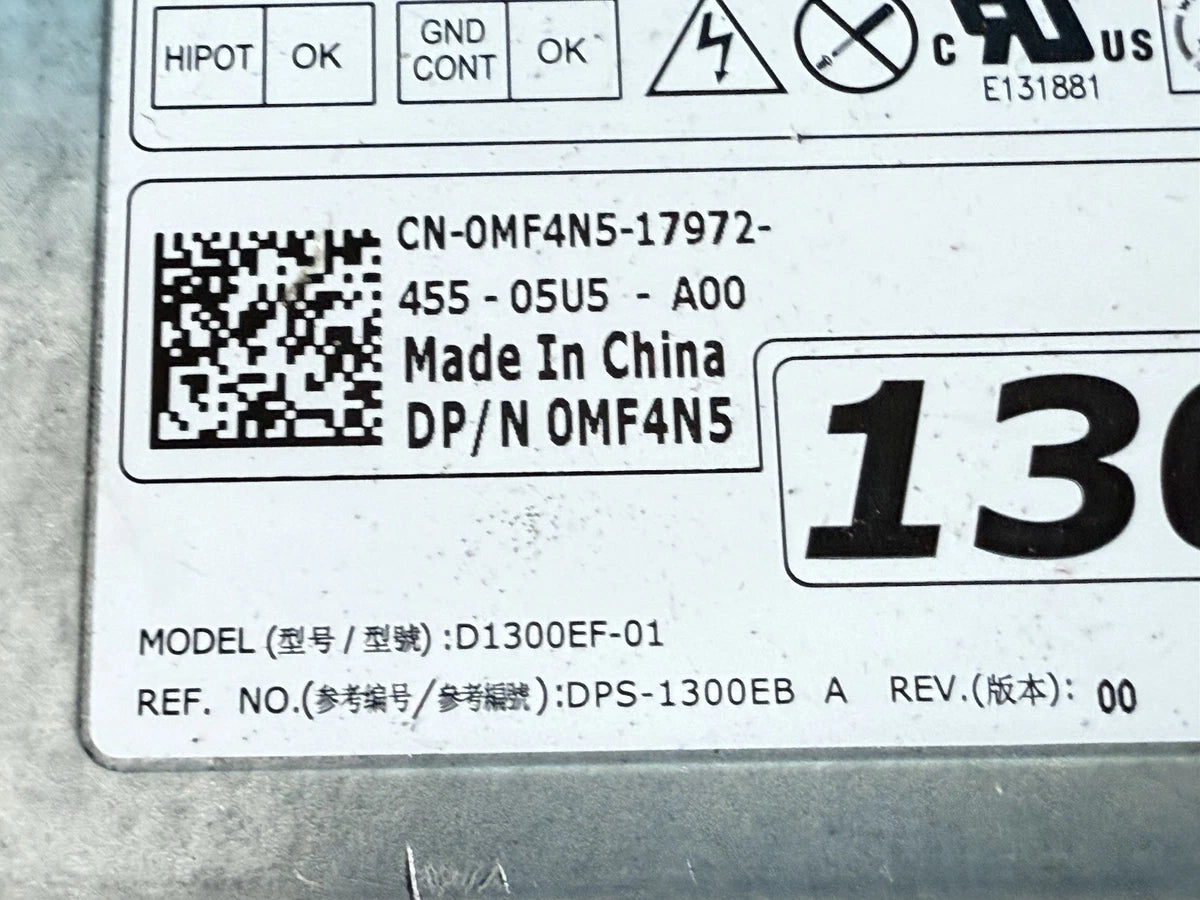 HIPOT OK GND CONT OK C US
E131881
CN-0MF4N5-17972-
455 - 05U5 - A00
Made In China
DP/N 0MF4N5
130
MODEL (型号 / 型號) :D1300EF-01
REF. NO.(参考编号/參考編號):DPS-1300EB A REV.(版本): 00